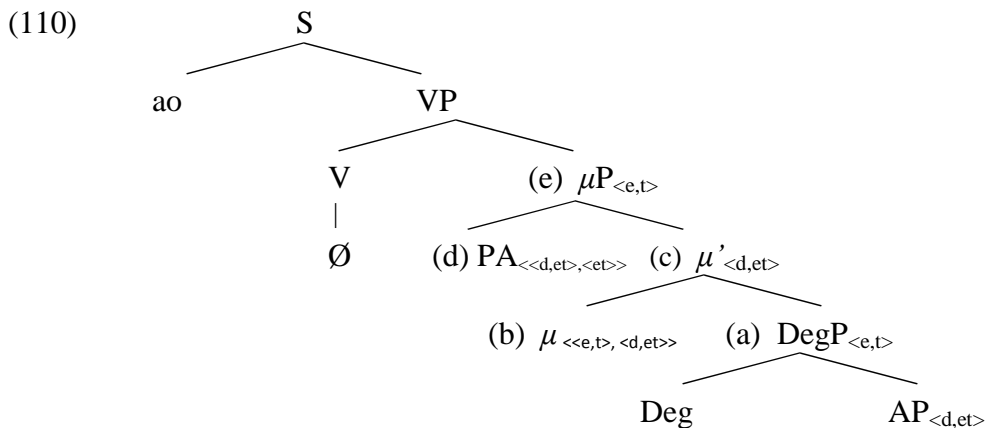 (110) S
ao VP
V (e) μP<e,t>
Ø (d) PA<<d,et>,<et>> (c) μ’<d,et>
(b) μ <<e,t>, <d,et>> (a) DegP<e,t>
Deg AP<d,et>